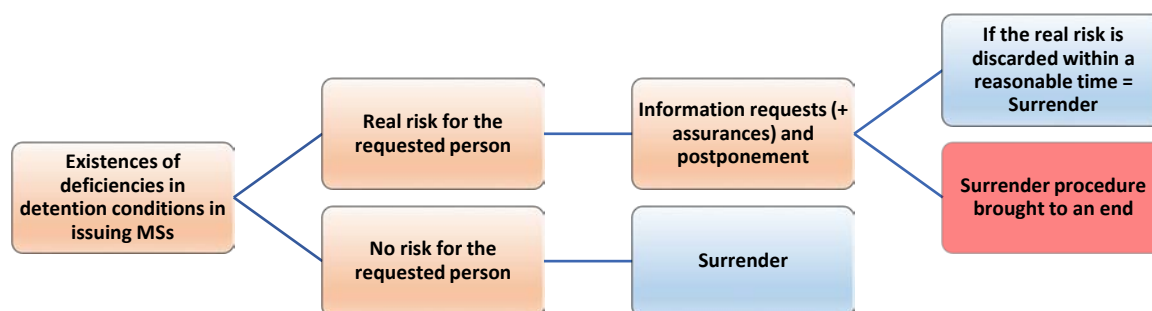 Existences of
deficiencies in
detention conditions in
issuing MSs
Real risk for the
requested person
No risk for the
requested person
Information requests (+
assurances) and
postponement
Surrender
If the real risk is
discarded within a
reasonable time =
Surrender
Surrender procedure
brought to an end